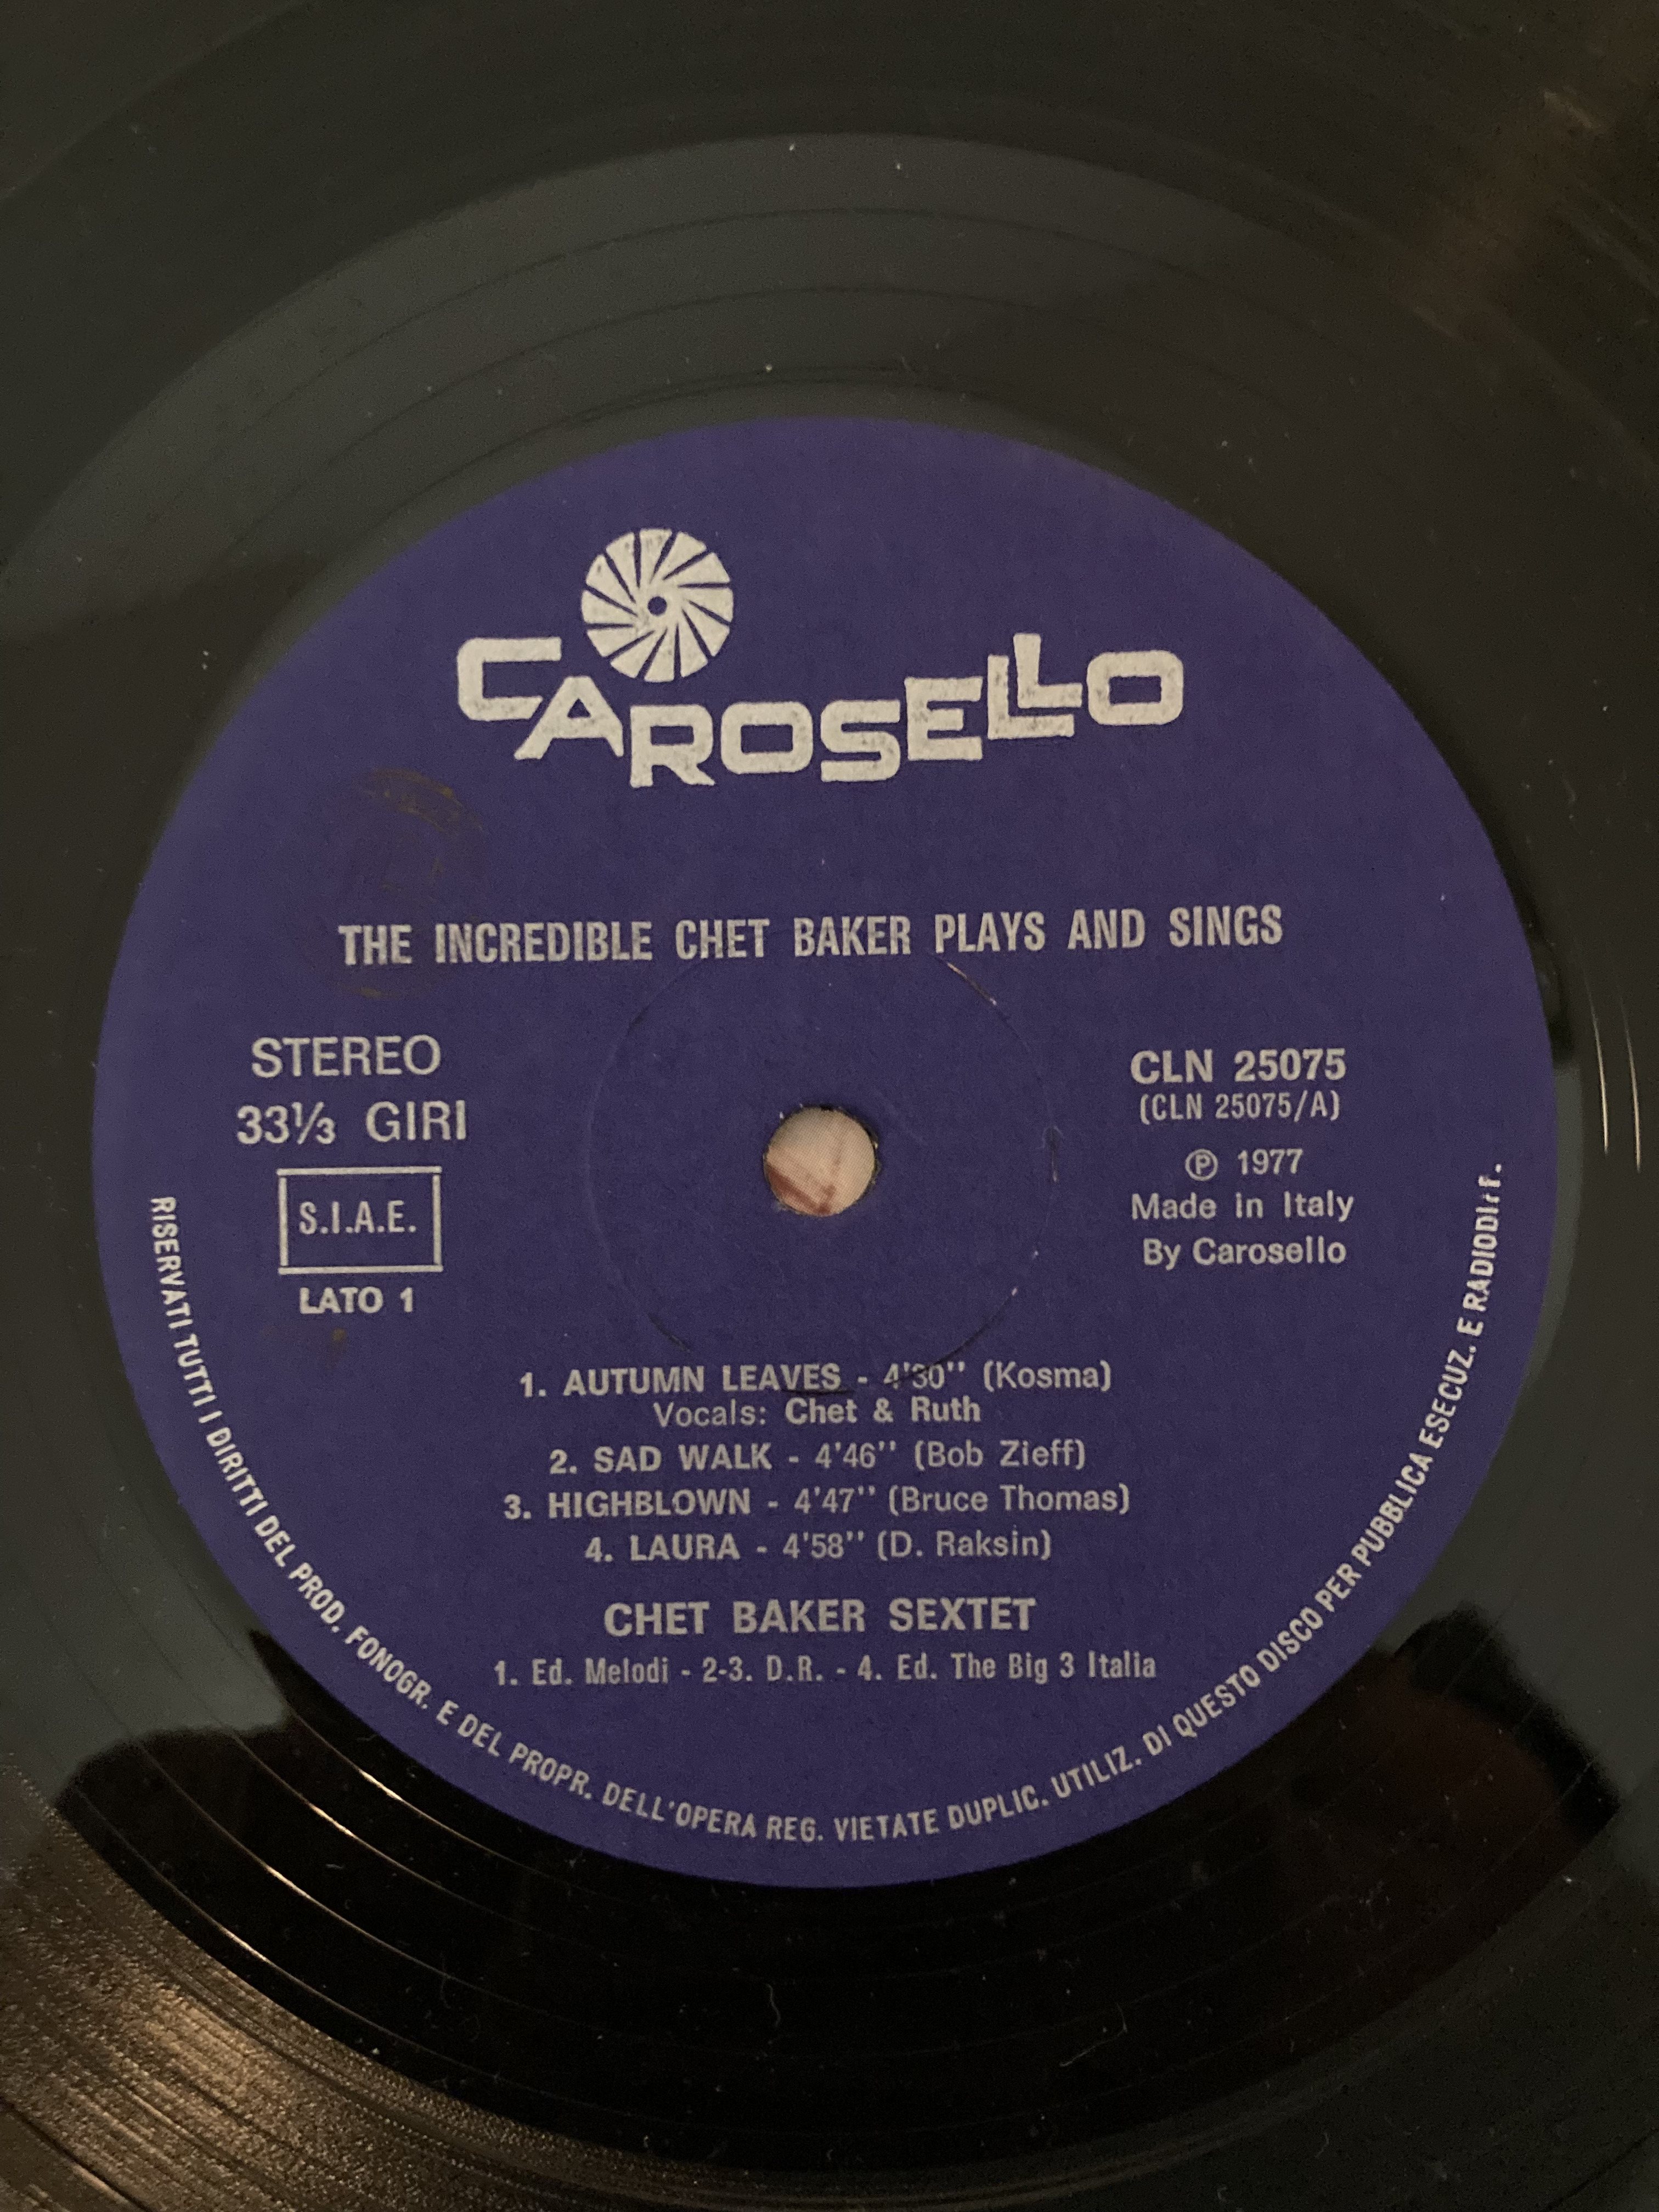 CAROSELLO
THE INCREDIBLE CHET BAKER PLAYS AND SINGS
STEREO
33⅓ GIRI
S.I.A.E.
LATO 1
CLN 25075
(CLN 25075/A)
Ⓟ 1977
Made in Italy
By Carosello
1. AUTUMN LEAVES - 4'30'' (Kosma)
Vocals: Chet & Ruth
2. SAD WALK - 4'46'' (Bob Zieff)
3. HIGHBLOWN - 4'47'' (Bruce Thomas)
4. LAURA - 4'58'' (D. Raksin)
CHET BAKER SEXTET
1. Ed. Melodi - 2-3. D.R. - 4. Ed. The Big 3 Italia
RISERVATI TUTTI I DIRITTI DEL PROD. FONOGR. E DEL PROPR. DELL'OPERA REG. VIETATE DUPLIC. UTILIZ. DI QUESTO DISCO PER PUBBLICA ESECUZ. E RADIODIFF.